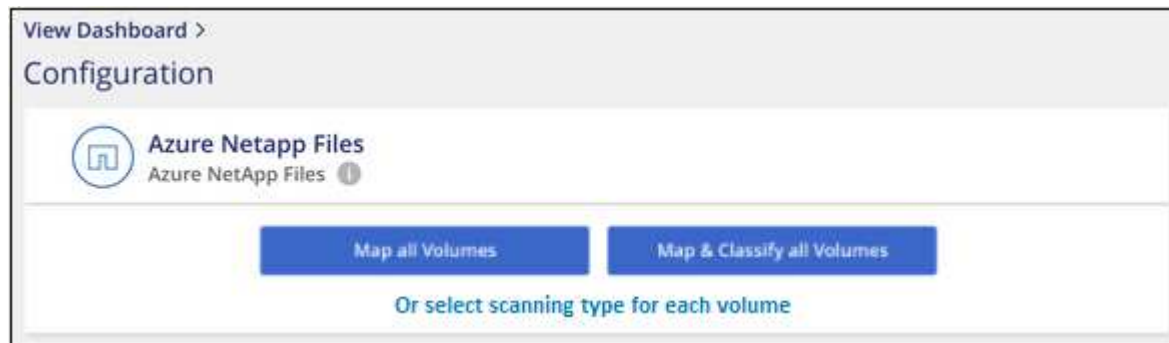 View Dashboard >
Configuration
Azure Netapp Files
Azure NetApp Files i
Map all Volumes
Map & Classify all Volumes
Or select scanning type for each volume